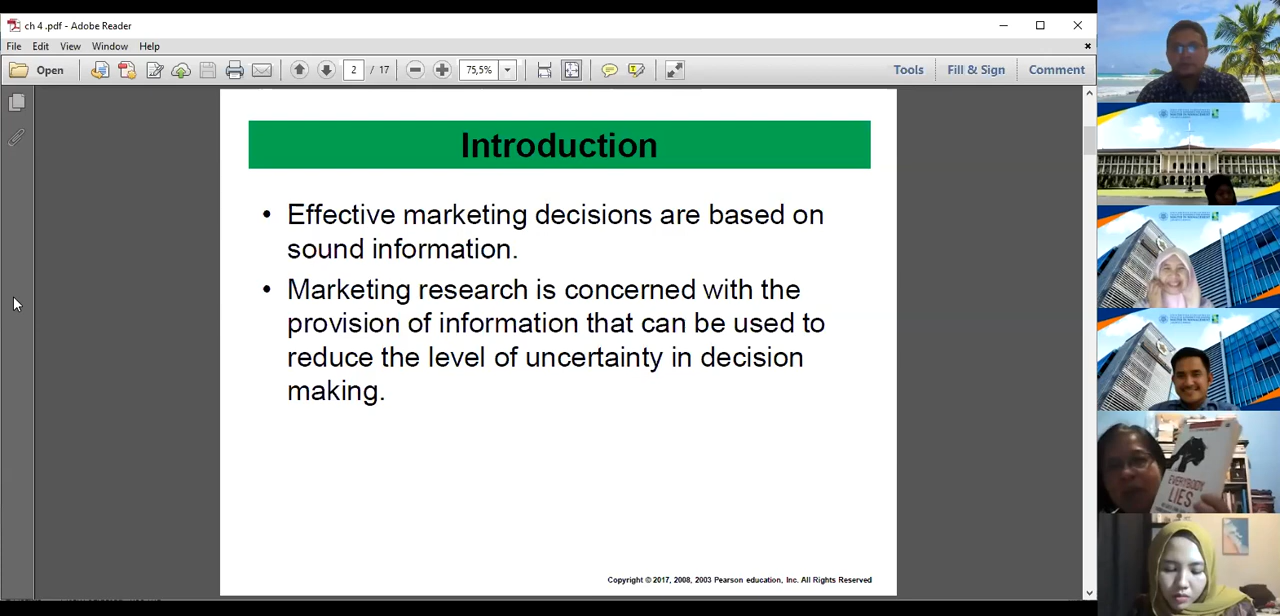 ch 4 .pdf - Adobe Reader
File Edit View Window Help
Open 2 / 17 75,5% Tools Fill & Sign Comment
Introduction
• Effective marketing decisions are based on
sound information.
• Marketing research is concerned with the
provision of information that can be used to
reduce the level of uncertainty in decision
making.
Copyright © 2017, 2008, 2003 Pearson education, Inc. All Rights Reserved
EVERYBODY
LIES